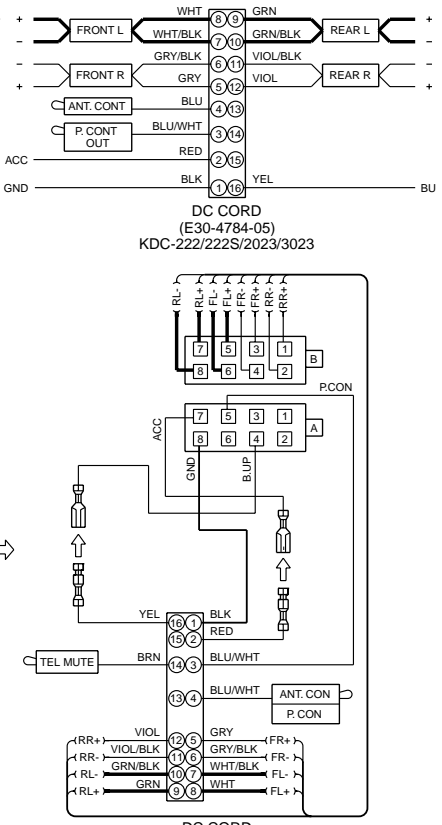 WHT 8 9 GRN
+ FRONT L REAR L +
- WHT/BLK 7 10 GRN/BLK -
- GRY/BLK 6 11 VIOL/BLK -
FRONT R REAR R
+ GRY 5 12 VIOL +
ANT. CONT BLU 4 13
P. CONT OUT BLU/WHT 3 14
ACC RED 2 15
GND BLK 1 16 YEL BU
DC CORD
(E30-4784-05)
KDC-222/222S/2023/3023
RL- RL+ FL- FL+ FR- FR+ RR- RR+
7 5 3 1
B
8 6 4 2
P.CON
ACC 7 5 3 1
A
8 6 4 2
GND B.UP
YEL 16 1 BLK
15 2 RED
TEL MUTE BRN 14 3 BLU/WHT
13 4 BLU/WHT ANT. CON
P. CON
RR+ VIOL 12 5 GRY FR+
RR- VIOL/BLK 11 6 GRY/BLK FR-
RL- GRN/BLK 10 7 WHT/BLK FL-
RL+ GRN 9 8 WHT FL+
DC CORD